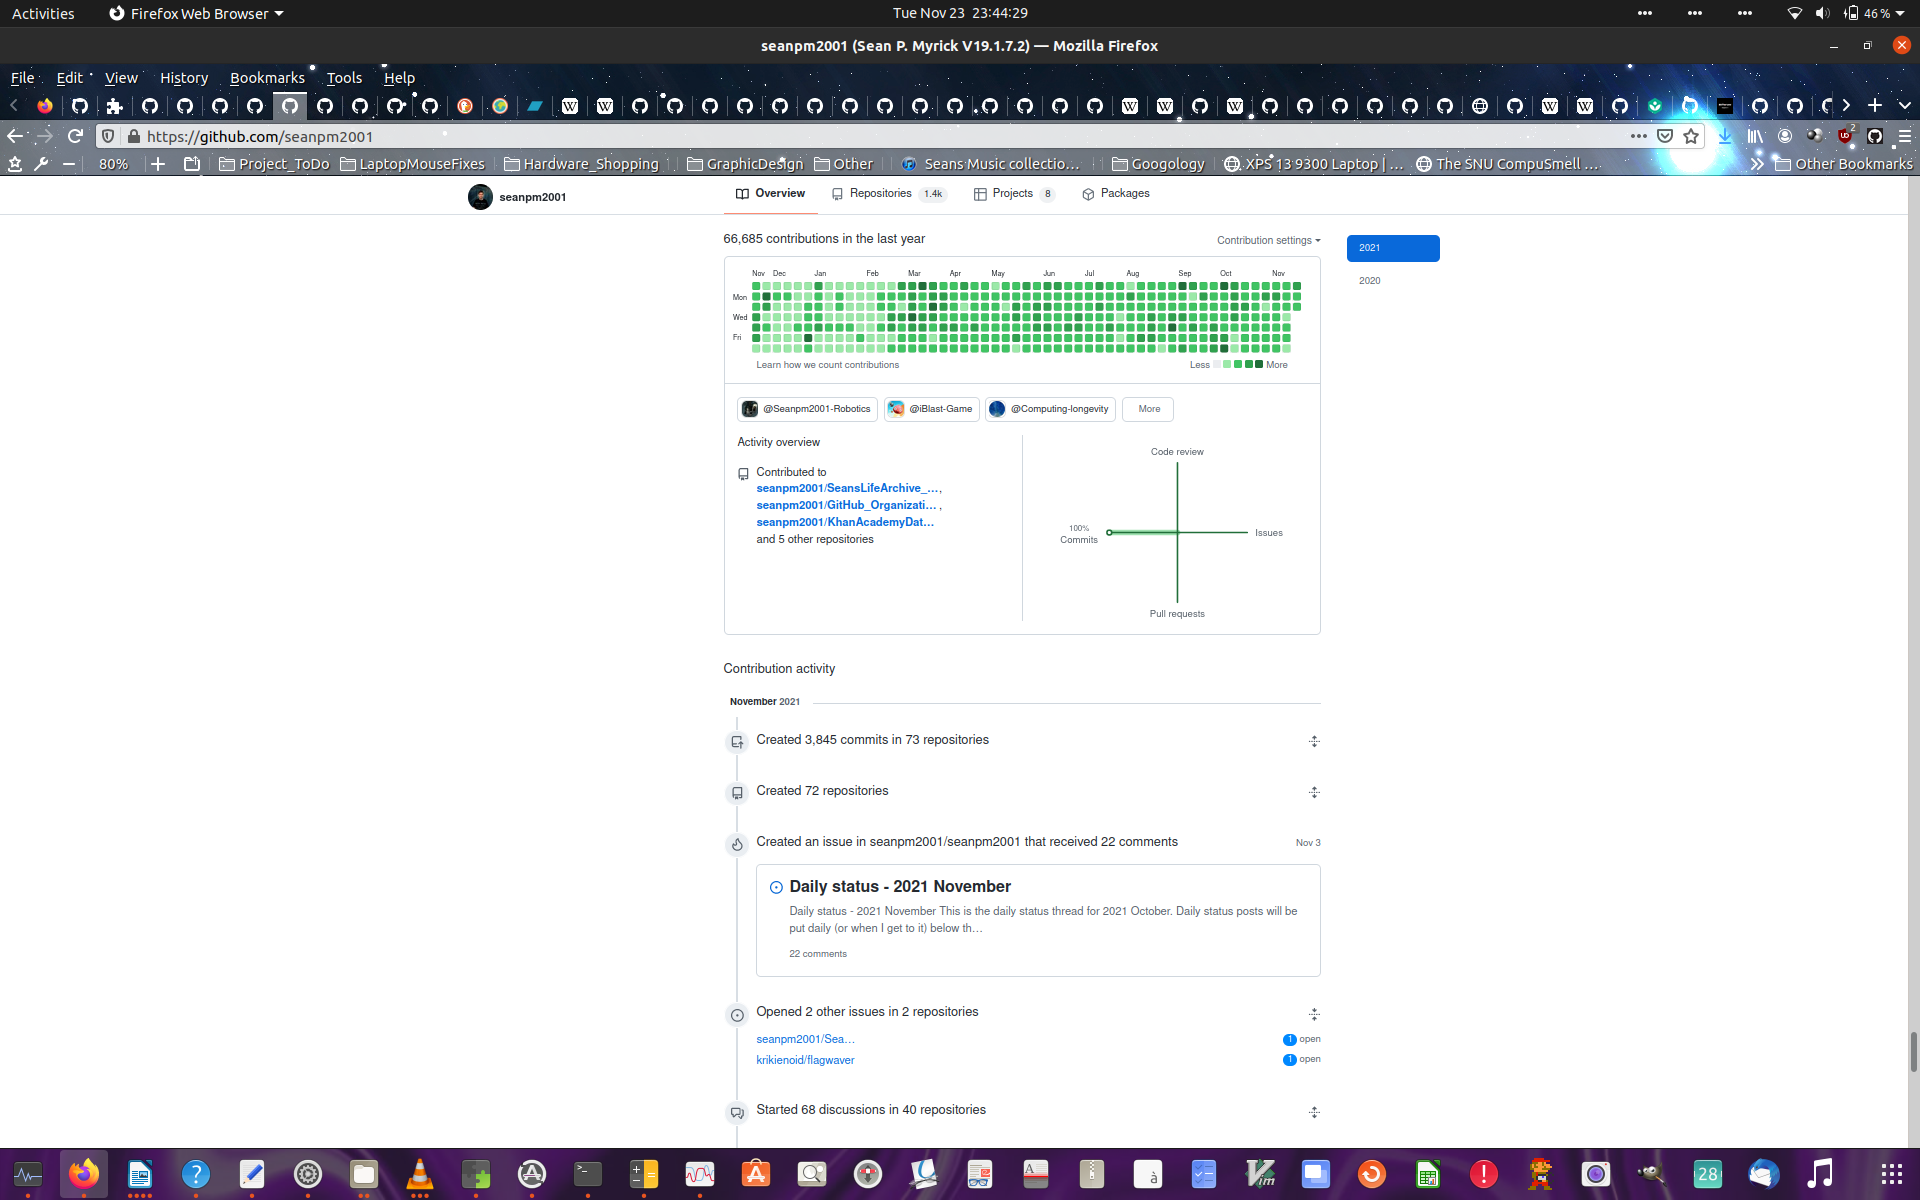 Activities
Firefox Web Browser
Tue Nov 23 23:44:29
46 %
seanpm2001 (Sean P. Myrick V19.1.7.2) — Mozilla Firefox
File Edit View History Bookmarks Tools Help
https://github.com/seanpm2001
2
80%
Project_ToDo
LaptopMouseFixes
Hardware_Shopping
GraphicDesign
Other
Seans Music collectio…
Googology
XPS 13 9300 Laptop | …
The SNU CompuSmell …
Other Bookmarks
seanpm2001
Overview
Repositories 1.4k
Projects 8
Packages
66,685 contributions in the last year
Contribution settings
2021
2020
Nov Dec Jan Feb Mar Apr May Jun Jul Aug Sep Oct Nov
Mon
Wed
Fri
Learn how we count contributions
Less More
@Seanpm2001-Robotics
@iBlast-Game
@Computing-longevity
More
Activity overview
Contributed to
seanpm2001/SeansLifeArchive_…,
seanpm2001/GitHub_Organizati… ,
seanpm2001/KhanAcademyDat…
and 5 other repositories
Code review
100%
Commits
Issues
Pull requests
Contribution activity
November 2021
Created 3,845 commits in 73 repositories
Created 72 repositories
Created an issue in seanpm2001/seanpm2001 that received 22 comments
Nov 3
Daily status - 2021 November
Daily status - 2021 November This is the daily status thread for 2021 October. Daily status posts will be
put daily (or when I get to it) below th…
22 comments
Opened 2 other issues in 2 repositories
seanpm2001/Sea…
1 open
krikienoid/flagwaver
1 open
Started 68 discussions in 40 repositories
28